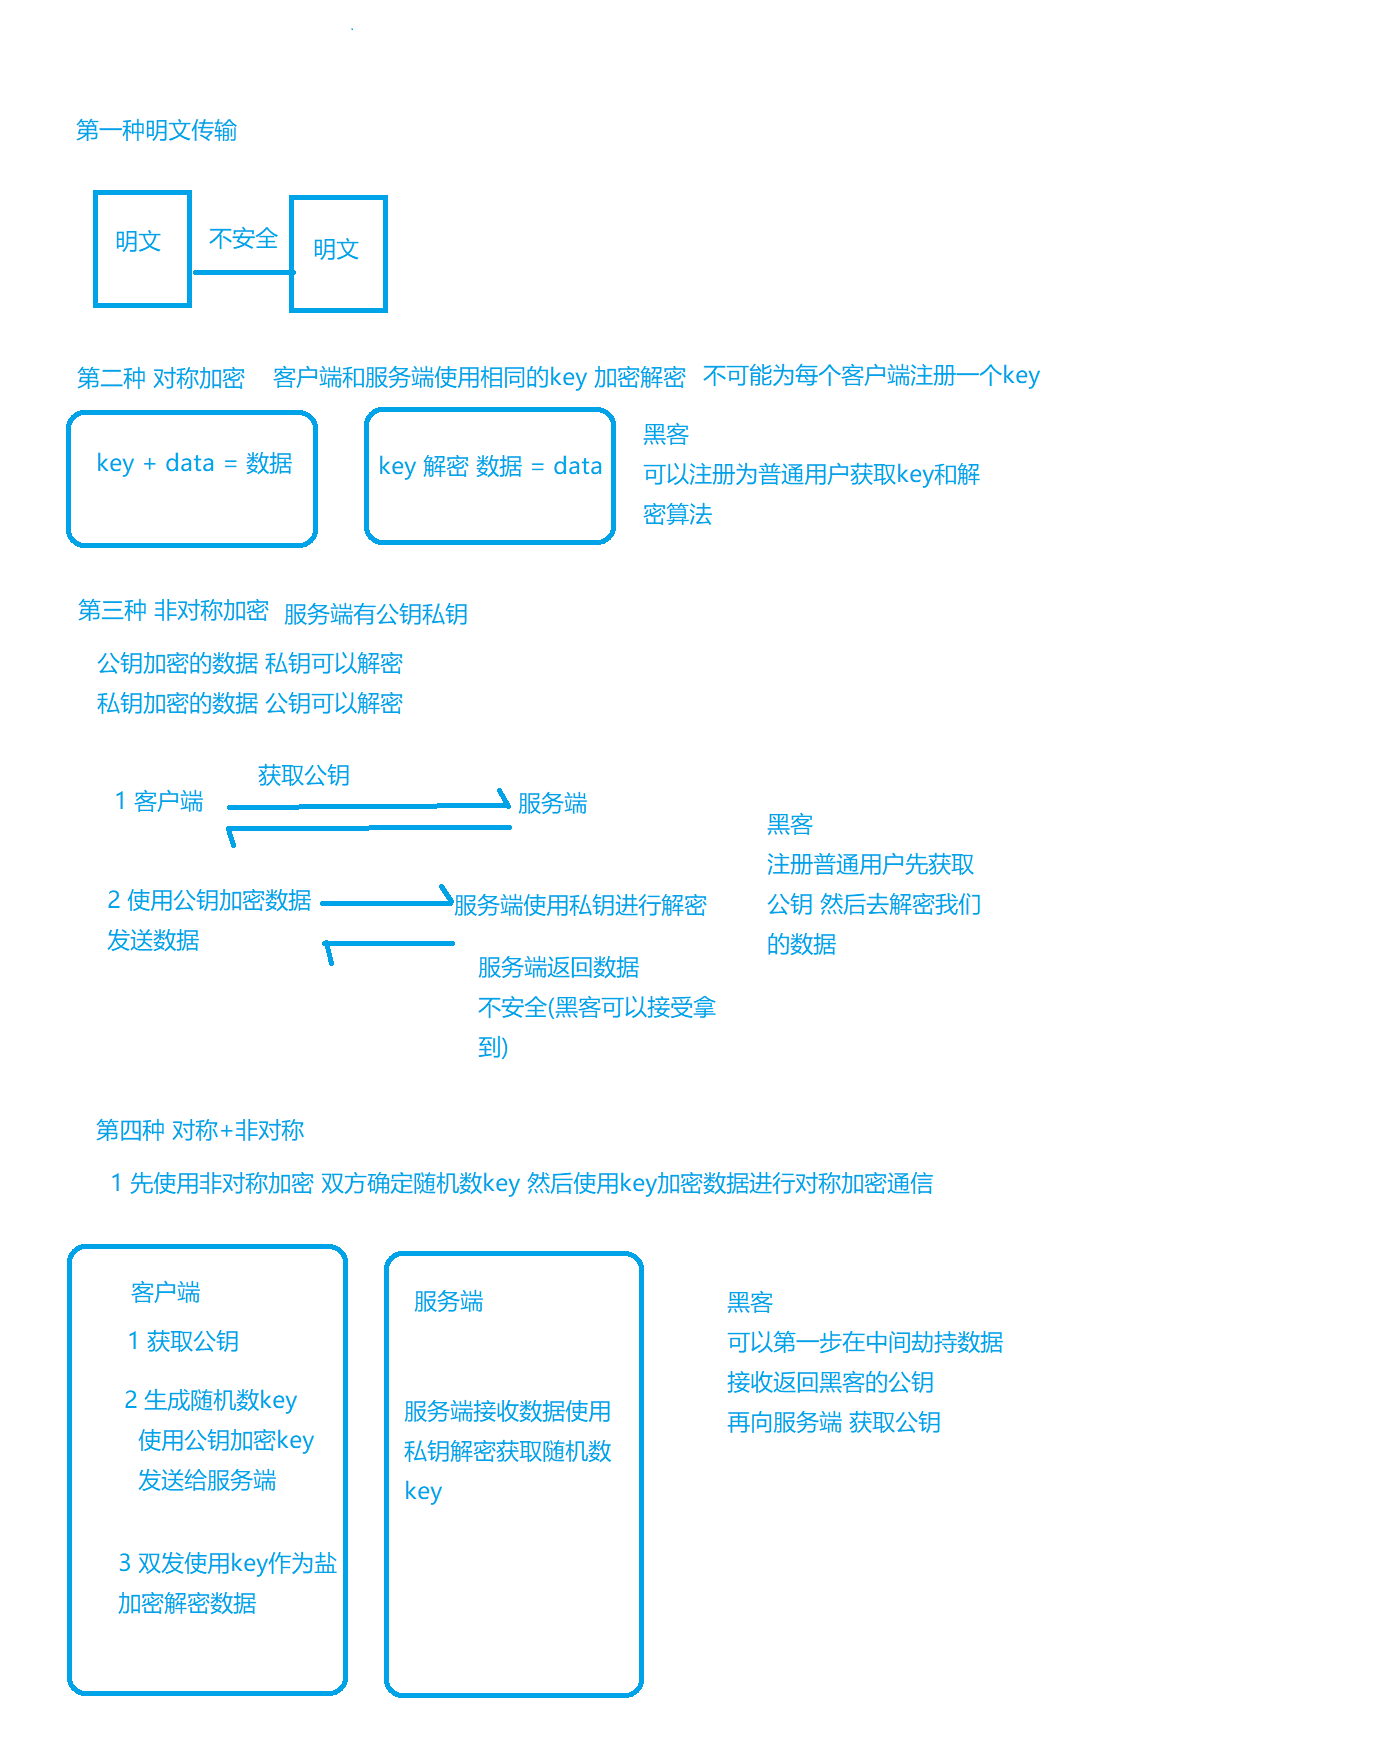 第一种明文传输
明文
不安全
明文
第二种 对称加密 客户端和服务端使用相同的key 加密解密 不可能为每个客户端注册一个key
key + data = 数据
key 解密 数据 = data
黑客
可以注册为普通用户获取key和解
密算法
第三种 非对称加密 服务端有公钥私钥
公钥加密的数据 私钥可以解密
私钥加密的数据 公钥可以解密
获取公钥
1 客户端
服务端
2 使用公钥加密数据
发送数据
服务端使用私钥进行解密
服务端返回数据
不安全(黑客可以接受拿
到)
黑客
注册普通用户先获取
公钥 然后去解密我们
的数据
第四种 对称+非对称
1 先使用非对称加密 双方确定随机数key 然后使用key加密数据进行对称加密通信
客户端
1 获取公钥
2 生成随机数key
使用公钥加密key
发送给服务端
3 双发使用key作为盐
加密解密数据
服务端
服务端接收数据使用
私钥解密获取随机数
key
黑客
可以第一步在中间劫持数据
接收返回黑客的公钥
再向服务端 获取公钥